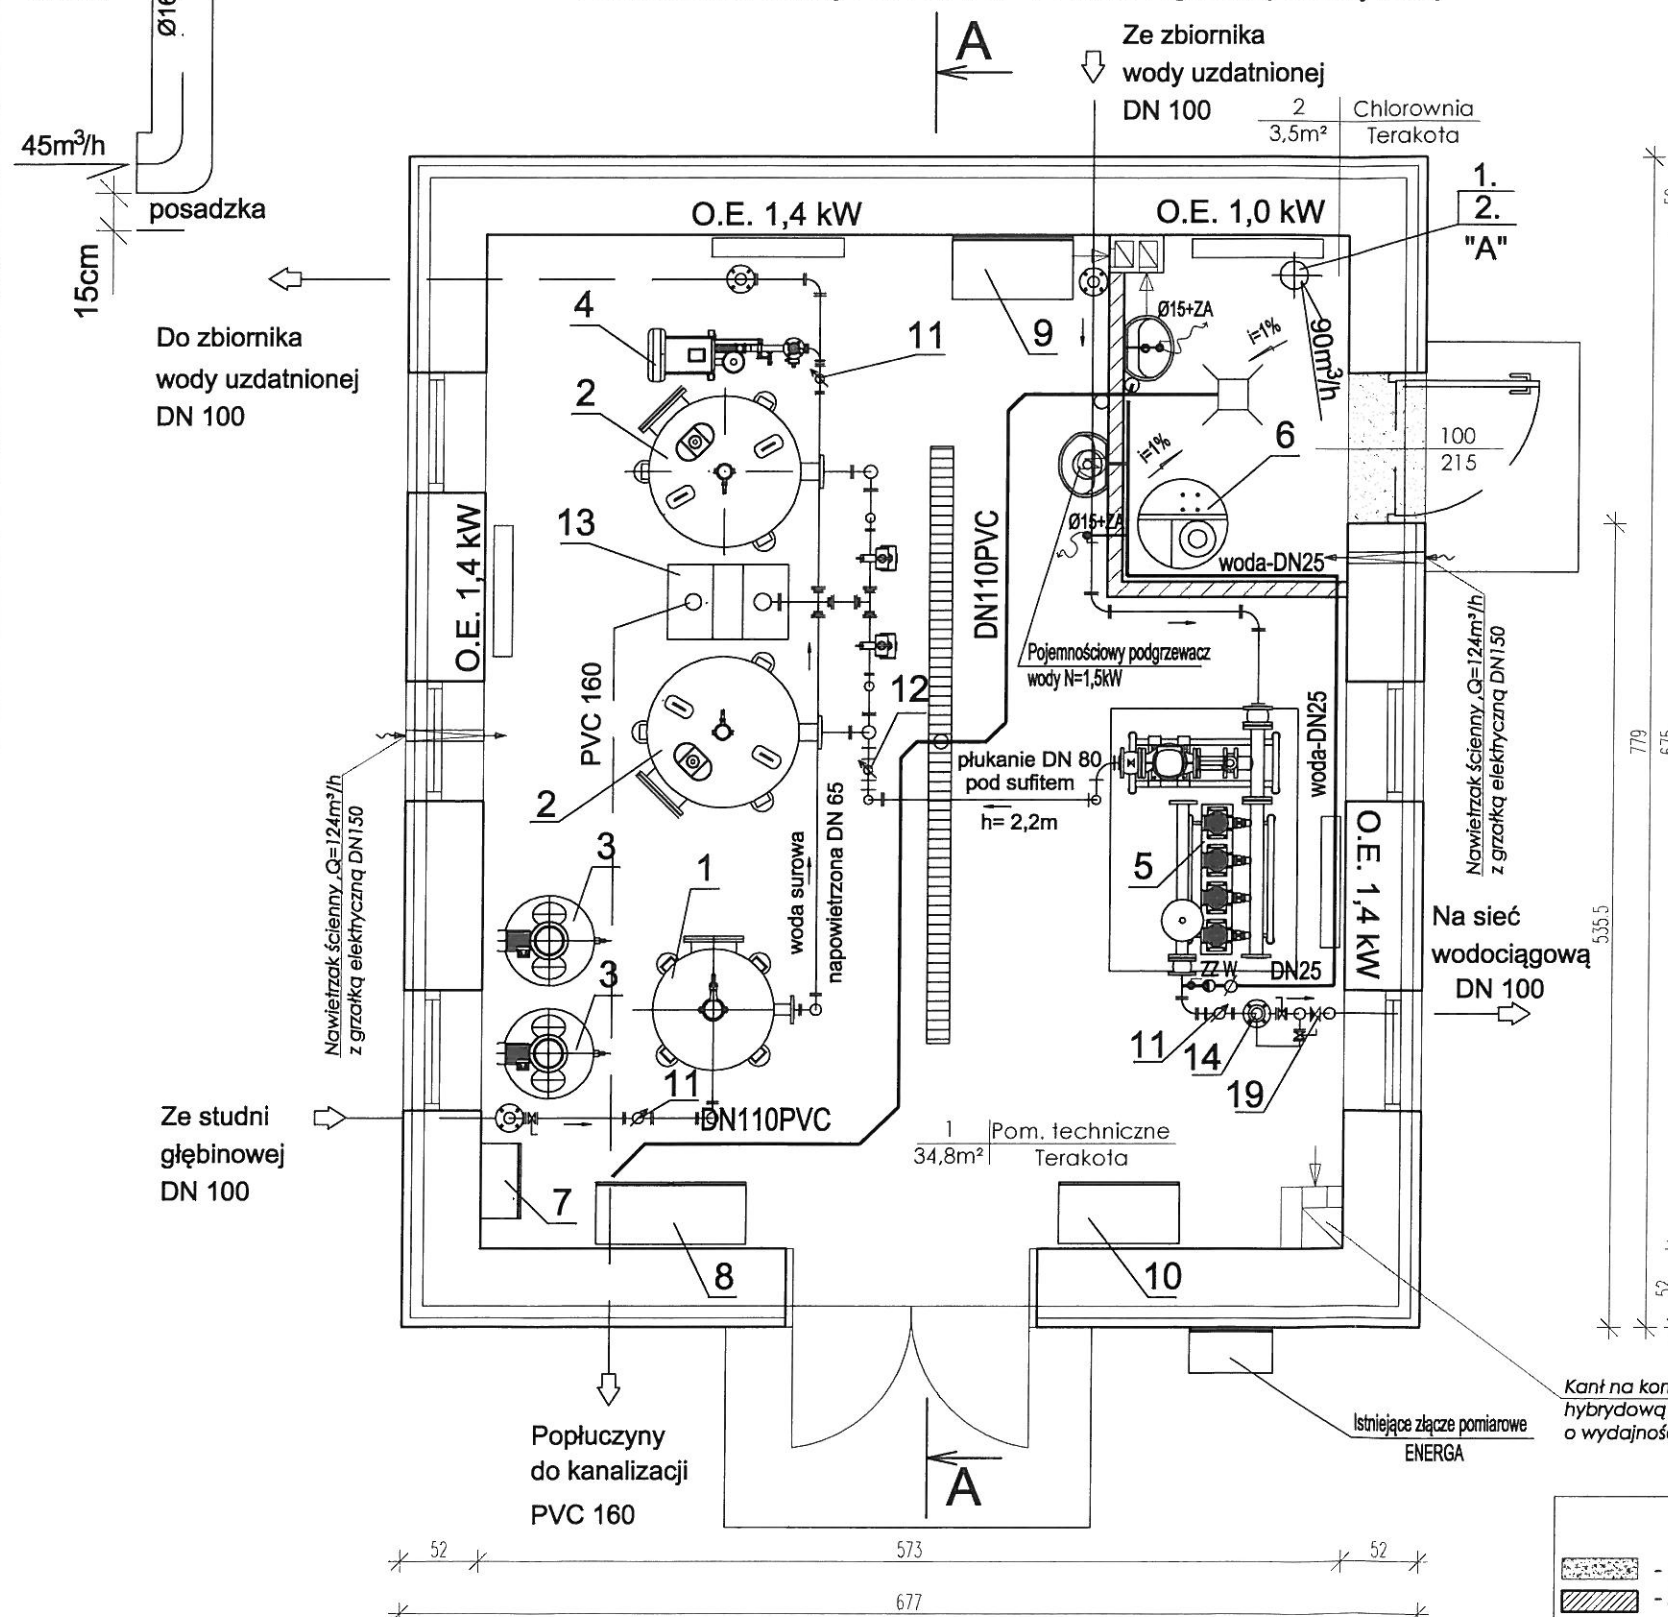 A
Ze zbiornika
wody uzdatnionej
DN 100
2 Chlorownia
3,5m² Terakota
45m³/h
posadzka
15cm
O.E. 1,4 kW
O.E. 1,0 kW
1.
2.
"A"
Do zbiornika
wody uzdatnionej
DN 100
4
11
9
Ø15+ZA
i=1%
90m³/h
2
6
i=1%
100
215
13
O.E. 1,4 kW
DN110PVC
Ø15+ZA
woda-DN25
Nawietrzak ścienny ,Q=124m³/h
z grzałką elektryczną DN150
Pojemnościowy podgrzewacz
wody N=1,5kW
PVC 160
12
woda-DN25
płukanie DN 80
pod sufitem
h= 2,2m
2
Nawietrzak ścienny ,Q=124m³/h
z grzałką elektryczną DN150
woda surowa
napowietrzona DN 65
3
1
5
O.E. 1,4 kW
779
535.5
Na sieć
wodociągową
DN 100
3
ZZ W
DN25
11
14
19
11
DN110PVC
Ze studni
głębinowej
DN 100
1 Pom. techniczne
34,8m² Terakota
7
8
10
52
Istniejące złącze pomiarowe
ENERGA
hybrydową
Popłuczyny
do kanalizacji
PVC 160
A
52
573
52
677